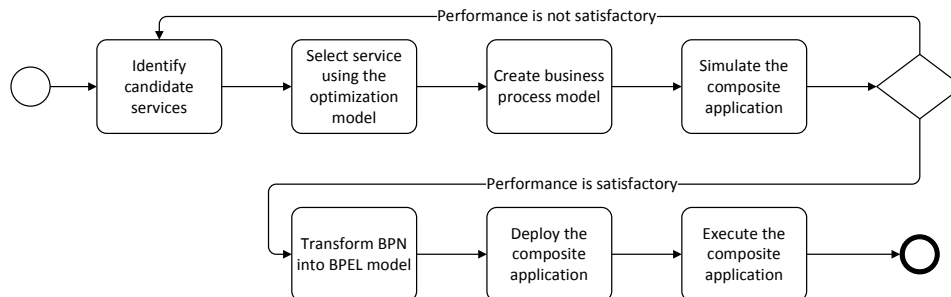 Performance is not satisfactory
Identify
candidate
services
Select service
using the
optimization
model
Create business
process model
Simulate the
composite
application
Performance is satisfactory
Transform BPN
into BPEL model
Deploy the
composite
application
Execute the
composite
application